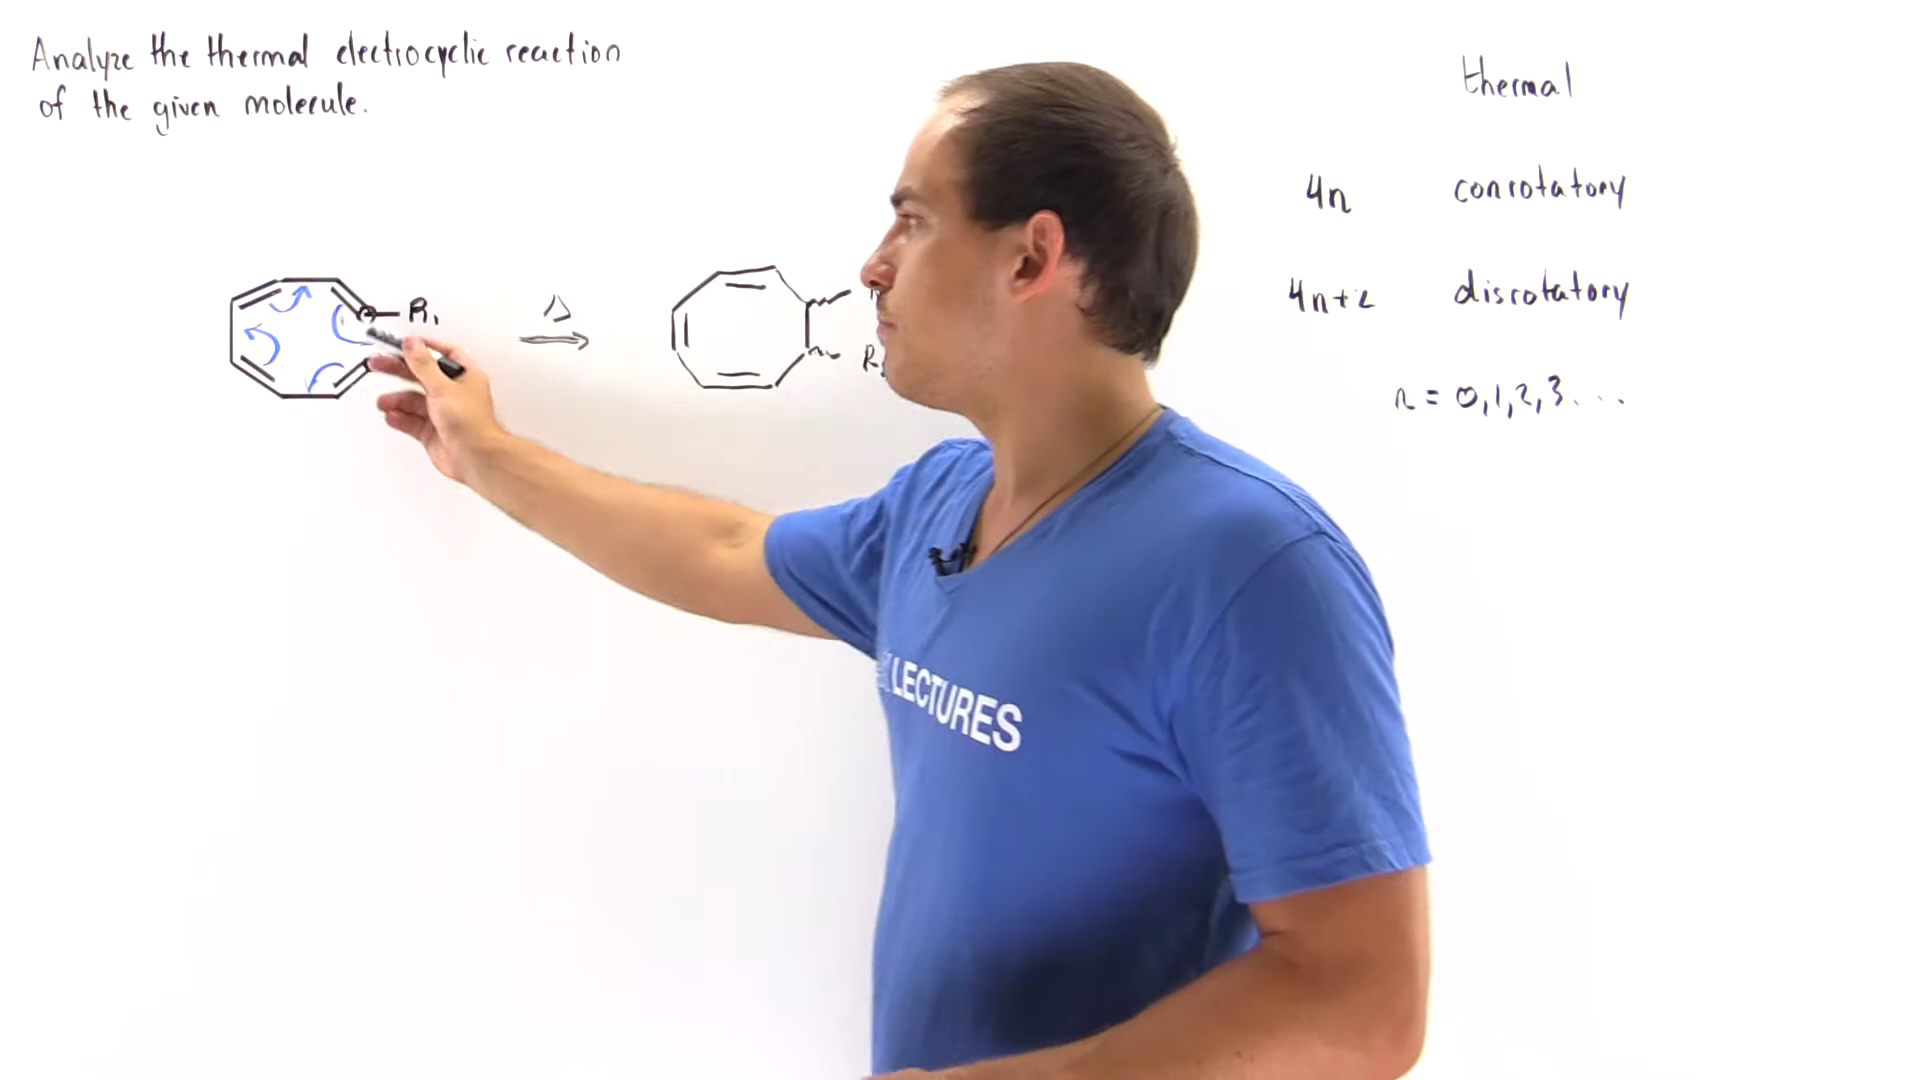 Analyze the thermal electrocyclic reaction
of the given molecule.
thermal
4n conrotatory
4n+2 disrotatory
n = 0,1,2,3...
R₁
Δ
LECTURES